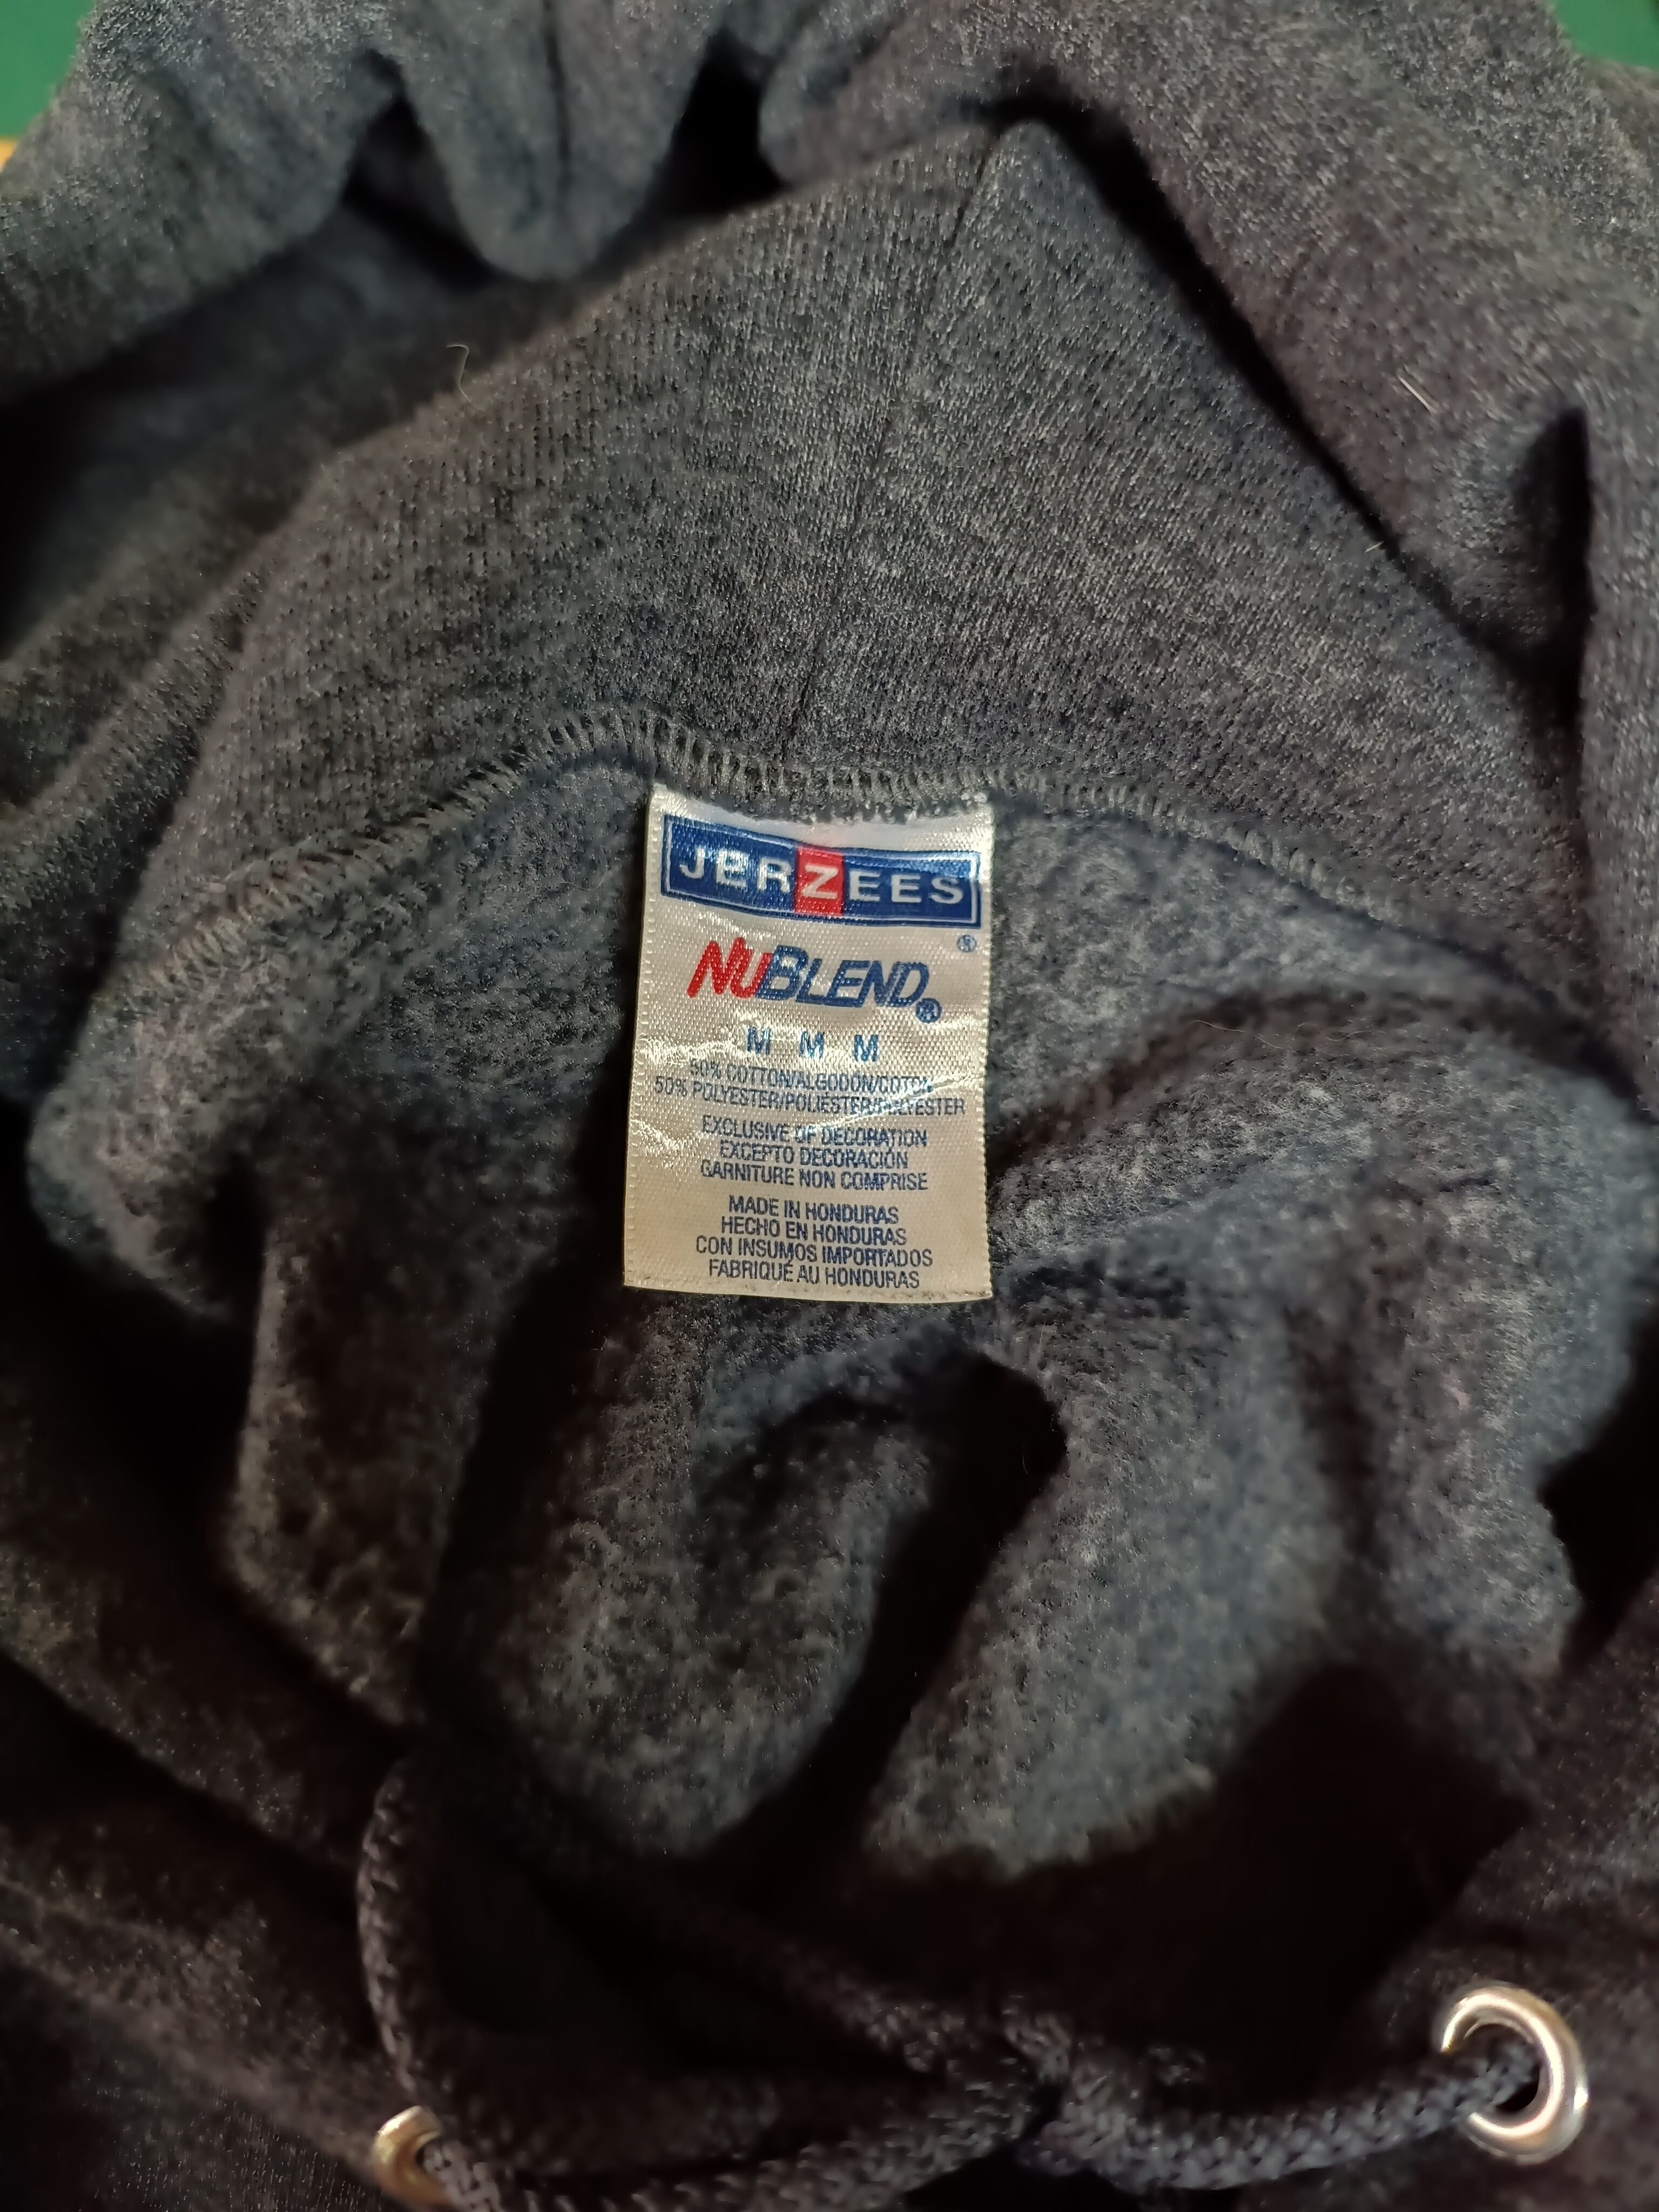 JERZEES
®
NUBLEND®
M M M
50% COTTON/ALGODON/COTON
50% POLYESTER/POLIÉSTER/POLYESTER
EXCLUSIVE OF DECORATION
EXCEPTO DECORACIÓN
GARNITURE NON COMPRISE
MADE IN HONDURAS
HECHO EN HONDURAS
CON INSUMOS IMPORTADOS
FABRIQUÉ AU HONDURAS